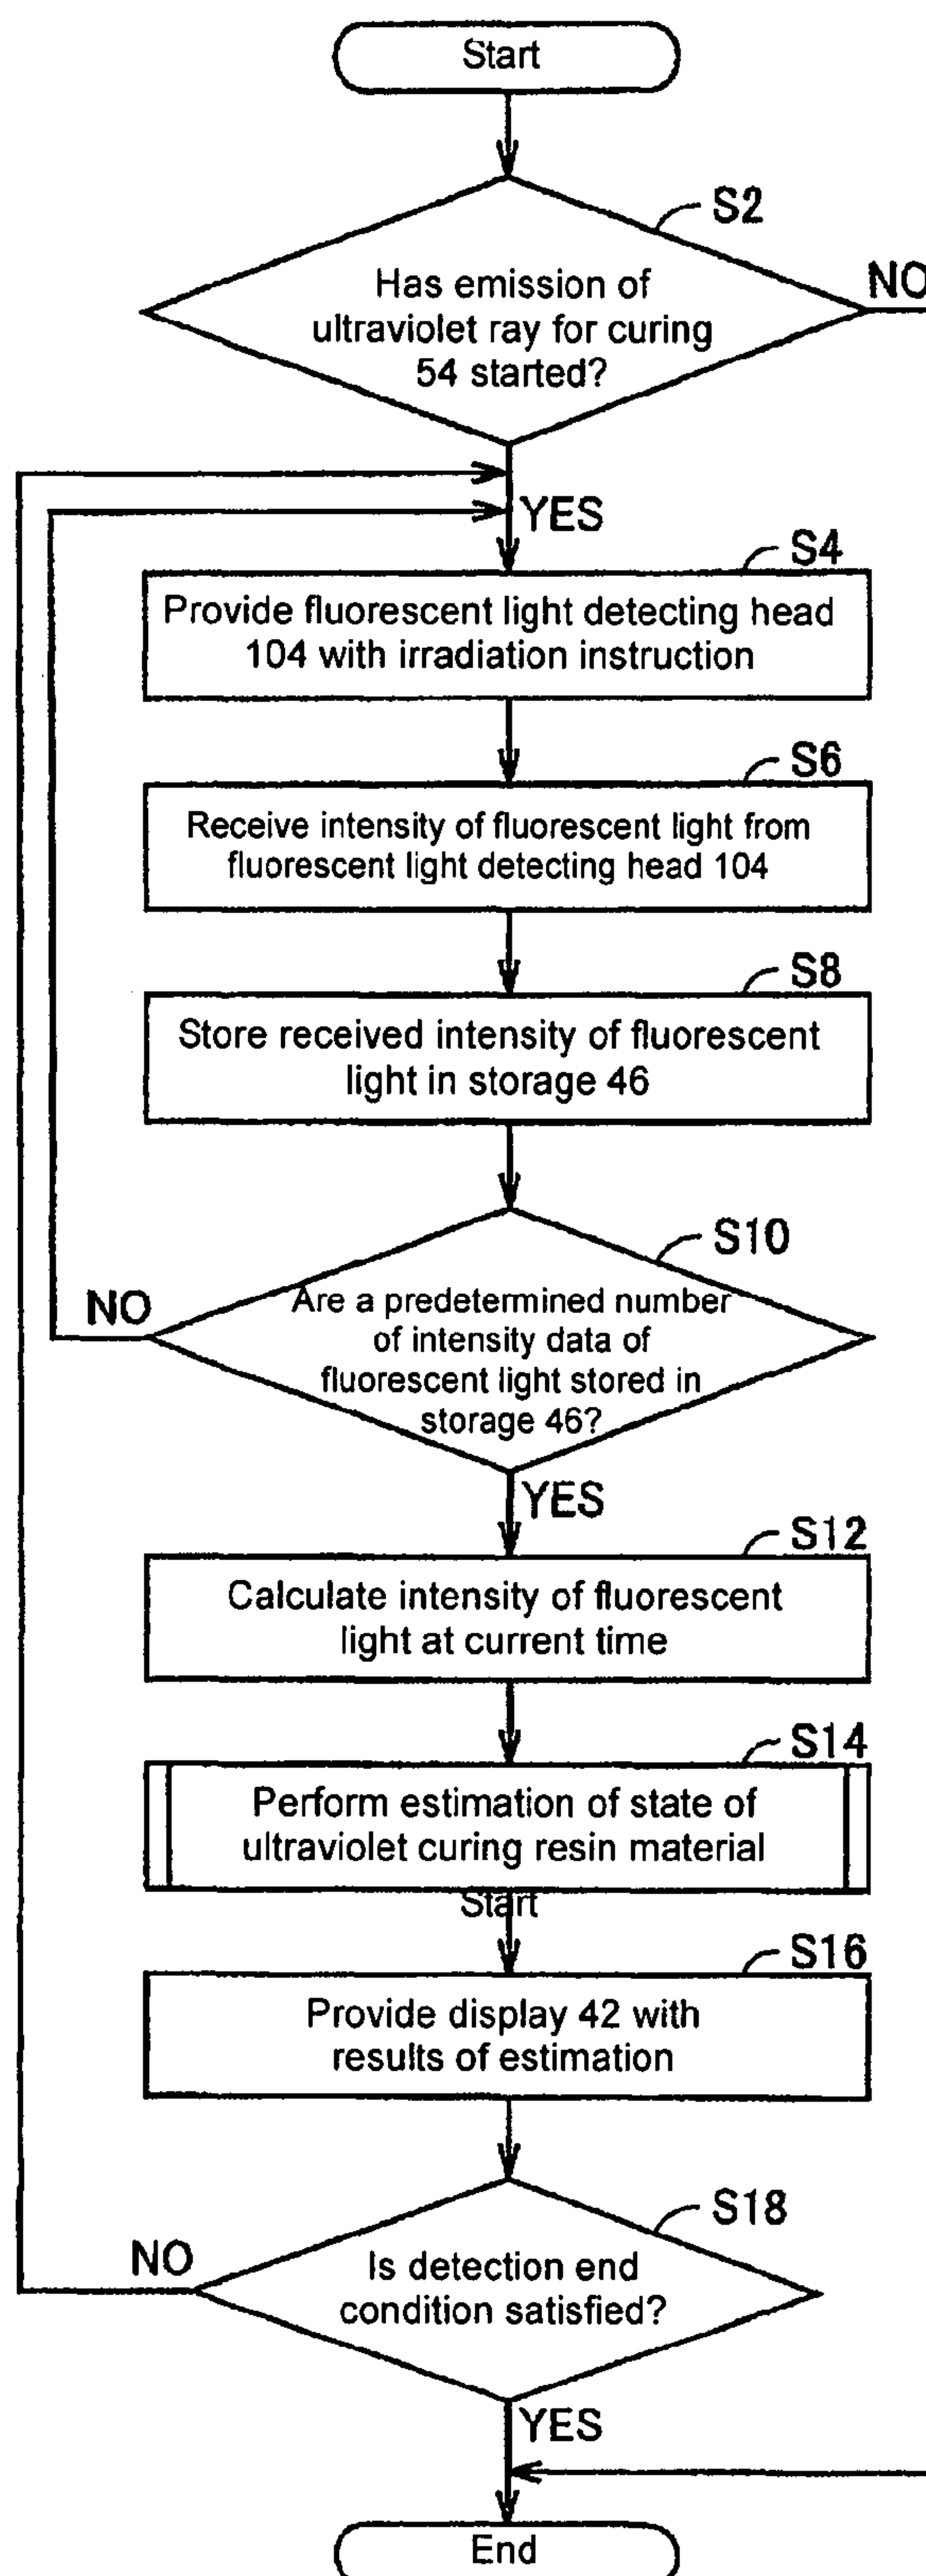 Start
S2
Has emission of
ultraviolet ray for curing
54 started?
NO
YES
S4
Provide fluorescent light detecting head
104 with irradiation instruction
S6
Receive intensity of fluorescent light from
fluorescent light detecting head 104
S8
Store received intensity of fluorescent
light in storage 46
S10
Are a predetermined number
of intensity data of
fluorescent light stored in
storage 46?
NO
YES
S12
Calculate intensity of fluorescent
light at current time
S14
Perform estimation of state of
ultraviolet curing resin material
Start
S16
Provide display 42 with
results of estimation
S18
Is detection end
condition satisfied?
NO
YES
End